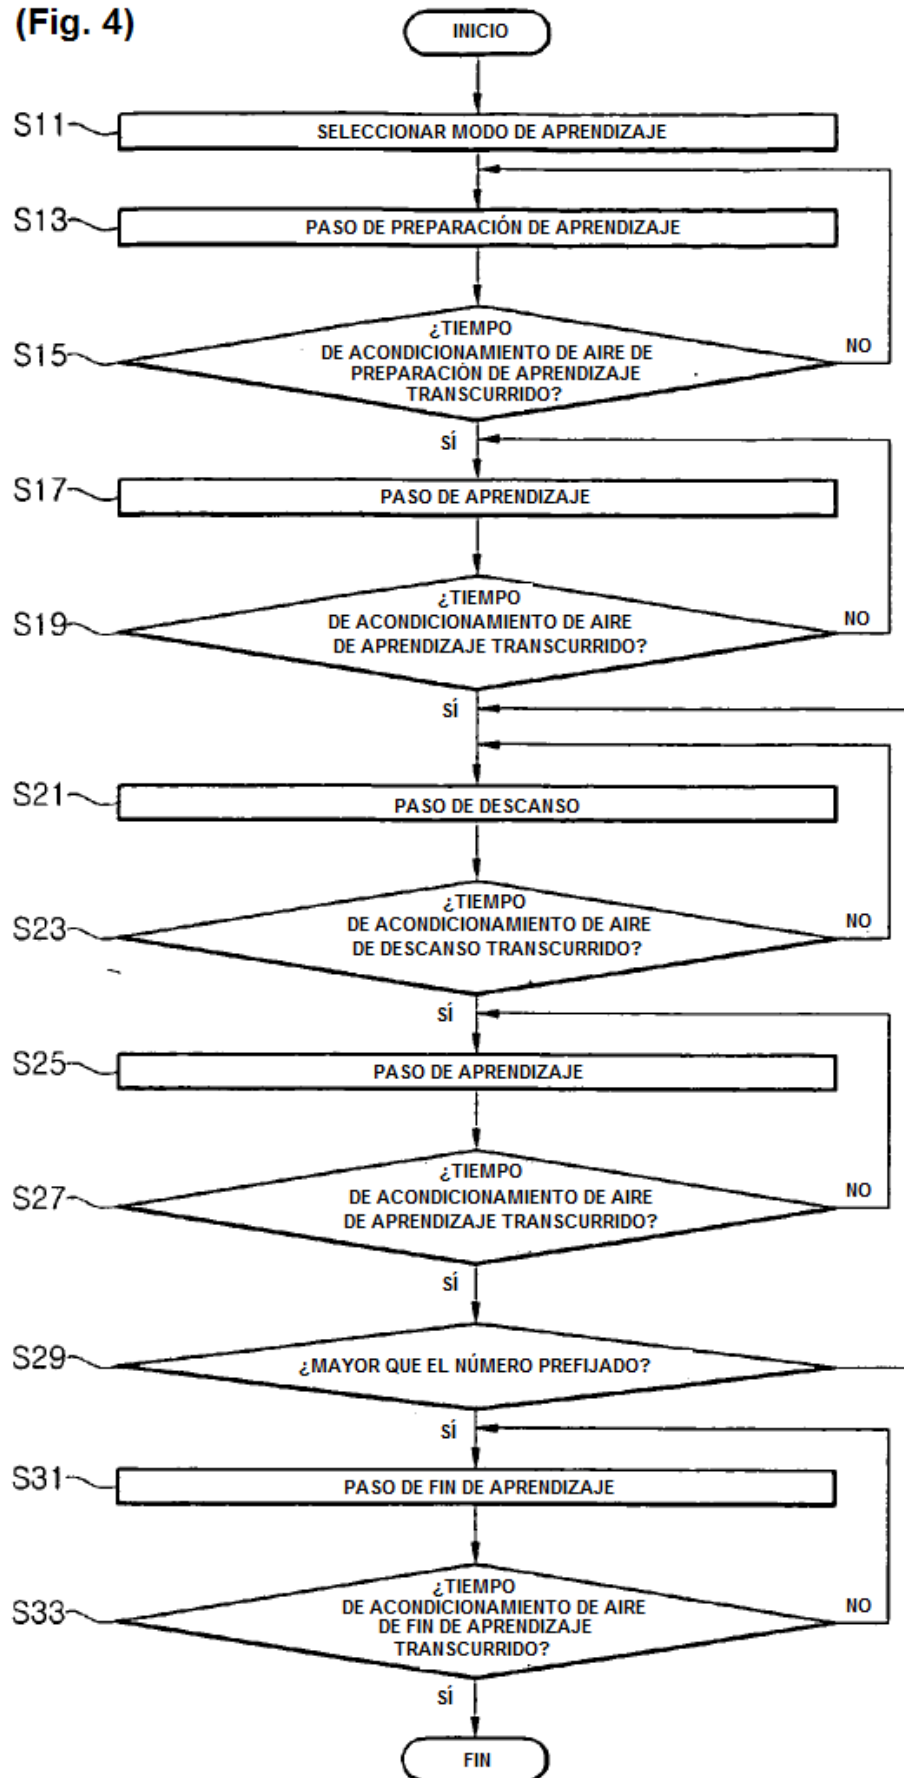 (Fig. 4)
INICIO
S11
SELECCIONAR MODO DE APRENDIZAJE
S13
PASO DE PREPARACIÓN DE APRENDIZAJE
S15
¿TIEMPO
DE ACONDICIONAMIENTO DE AIRE DE
PREPARACIÓN DE APRENDIZAJE
TRANSCURRIDO?
NO
SÍ
S17
PASO DE APRENDIZAJE
S19
¿TIEMPO
DE ACONDICIONAMIENTO DE AIRE
DE APRENDIZAJE TRANSCURRIDO?
NO
SÍ
S21
PASO DE DESCANSO
S23
¿TIEMPO
DE ACONDICIONAMIENTO DE AIRE
DE DESCANSO TRANSCURRIDO?
NO
SÍ
S25
PASO DE APRENDIZAJE
S27
¿TIEMPO
DE ACONDICIONAMIENTO DE AIRE
DE APRENDIZAJE TRANSCURRIDO?
NO
SÍ
S29
¿MAYOR QUE EL NÚMERO PREFIJADO?
SÍ
S31
PASO DE FIN DE APRENDIZAJE
S33
¿TIEMPO
DE ACONDICIONAMIENTO DE AIRE
DE FIN DE APRENDIZAJE
TRANSCURRIDO?
NO
SÍ
FIN